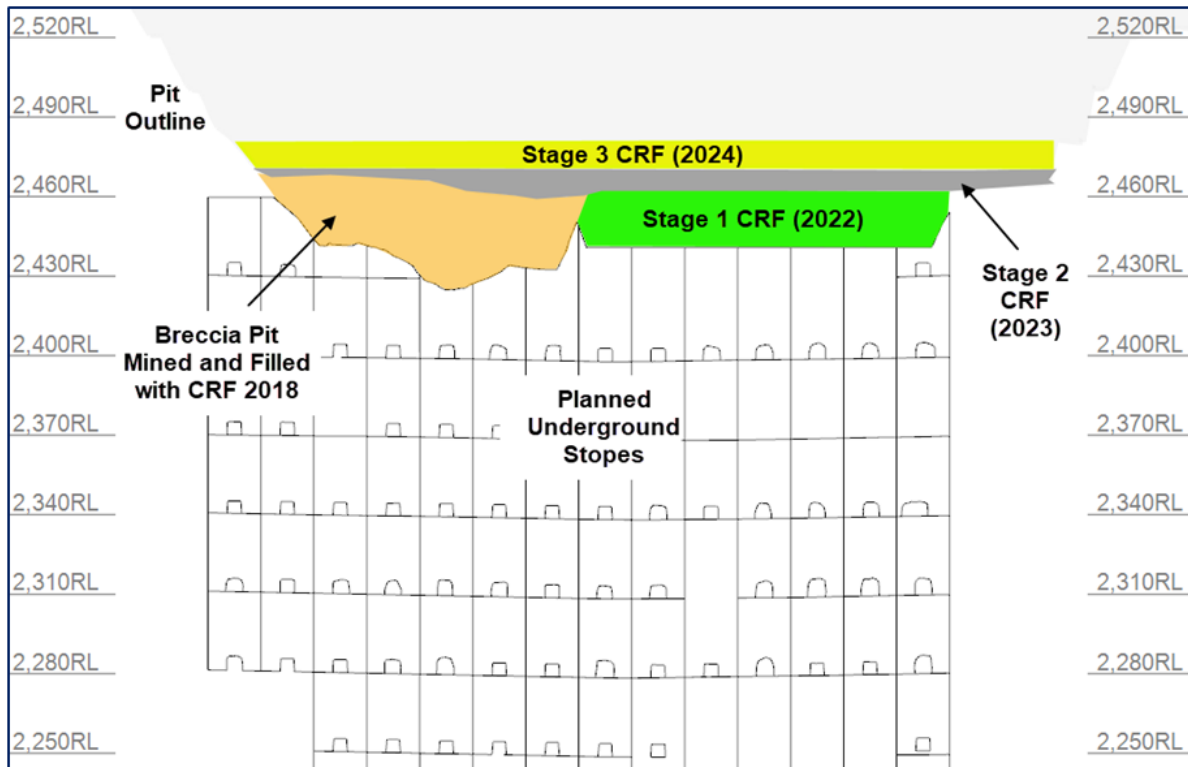 2,520RL
2,520RL
Pit
Outline
2,490RL
2,490RL
Stage 3 CRF (2024)
2,460RL
2,460RL
Stage 1 CRF (2022)
2,430RL
2,430RL
Stage 2
CRF
(2023)
Breccia Pit
Mined and Filled
with CRF 2018
2,400RL
2,400RL
Planned
Underground
Stopes
2,370RL
2,370RL
2,340RL
2,340RL
2,310RL
2,310RL
2,280RL
2,280RL
2,250RL
2,250RL